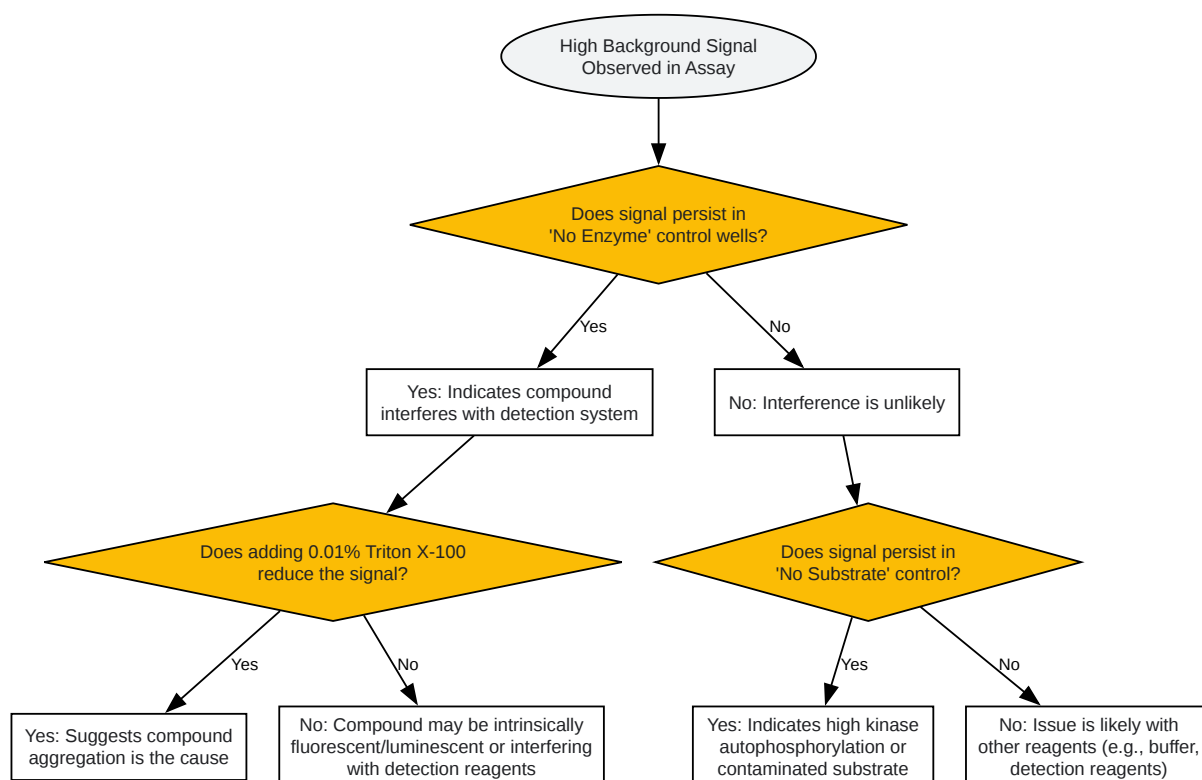 High Background Signal
Observed in Assay
Does signal persist in
'No Enzyme' control wells?
Yes
No
Yes: Indicates compound
interferes with detection system
No: Interference is unlikely
Does adding 0.01% Triton X-100
reduce the signal?
Does signal persist in
'No Substrate' control?
Yes
No
Yes
No
Yes: Suggests compound
aggregation is the cause
No: Compound may be intrinsically
fluorescent/luminescent or interfering
with detection reagents
Yes: Indicates high kinase
autophosphorylation or
contaminated substrate
No: Issue is likely with
other reagents (e.g., buffer,
detection reagents)